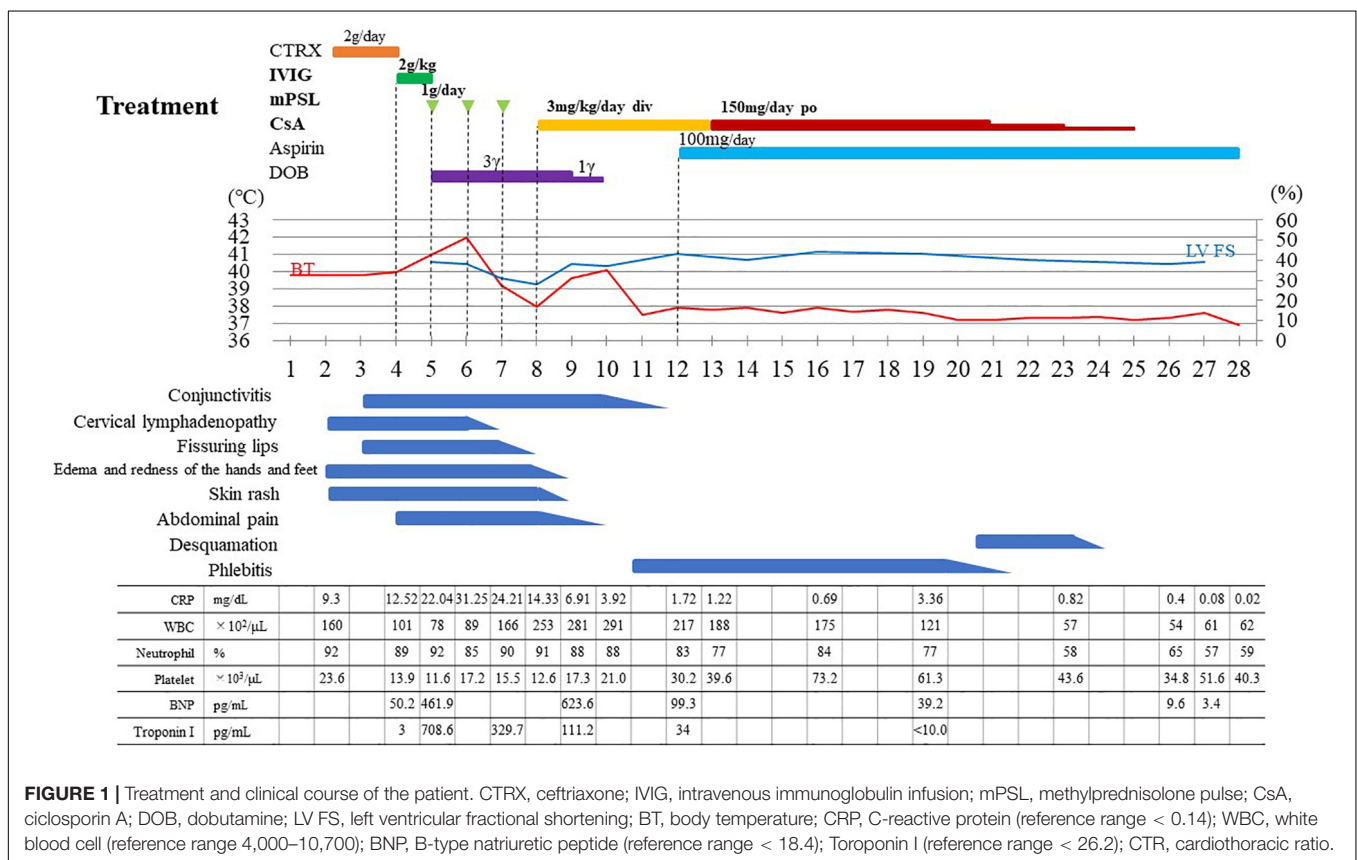 2g/day
CTRX
IVIG 2g/kg
1g/day
Treatment mPSL
3mg/kg/day div 150mg/day po
CsA
Aspirin 100mg/day
DOB 3γ 1γ
(℃) (%)
43 60
42 50
41 LV FS 40
40 BT 30
39
38 20
37 10
36 0
1 2 3 4 5 6 7 8 9 10 11 12 13 14 15 16 17 18 19 20 21 22 23 24 25 26 27 28
Conjunctivitis
Cervical lymphadenopathy
Fissuring lips
Edema and redness of the hands and feet
Skin rash
Abdominal pain
Desquamation
Phlebitis
CRP mg/dL 9.3 12.52 22.04 31.25 24.21 14.33 6.91 3.92 1.72 1.22 0.69 3.36 0.82 0.4 0.08 0.02
WBC ×10²/μL 160 101 78 89 166 253 281 291 217 188 175 121 57 54 61 62
Neutrophil % 92 89 92 85 90 91 88 88 83 77 84 77 58 65 57 59
Platelet ×10³/μL 23.6 13.9 11.6 17.2 15.5 12.6 17.3 21.0 30.2 39.6 73.2 61.3 43.6 34.8 51.6 40.3
BNP pg/mL 50.2 461.9 623.6 99.3 39.2 9.6 3.4
Troponin I pg/mL 3 708.6 329.7 111.2 34 <10.0
FIGURE 1 | Treatment and clinical course of the patient. CTRX, ceftriaxone; IVIG, intravenous immunoglobulin infusion; mPSL, methylprednisolone pulse; CsA,
ciclosporin A; DOB, dobutamine; LV FS, left ventricular fractional shortening; BT, body temperature; CRP, C-reactive protein (reference range < 0.14); WBC, white
blood cell (reference range 4,000–10,700); BNP, B-type natriuretic peptide (reference range < 18.4); Toroponin I (reference range < 26.2); CTR, cardiothoracic ratio.